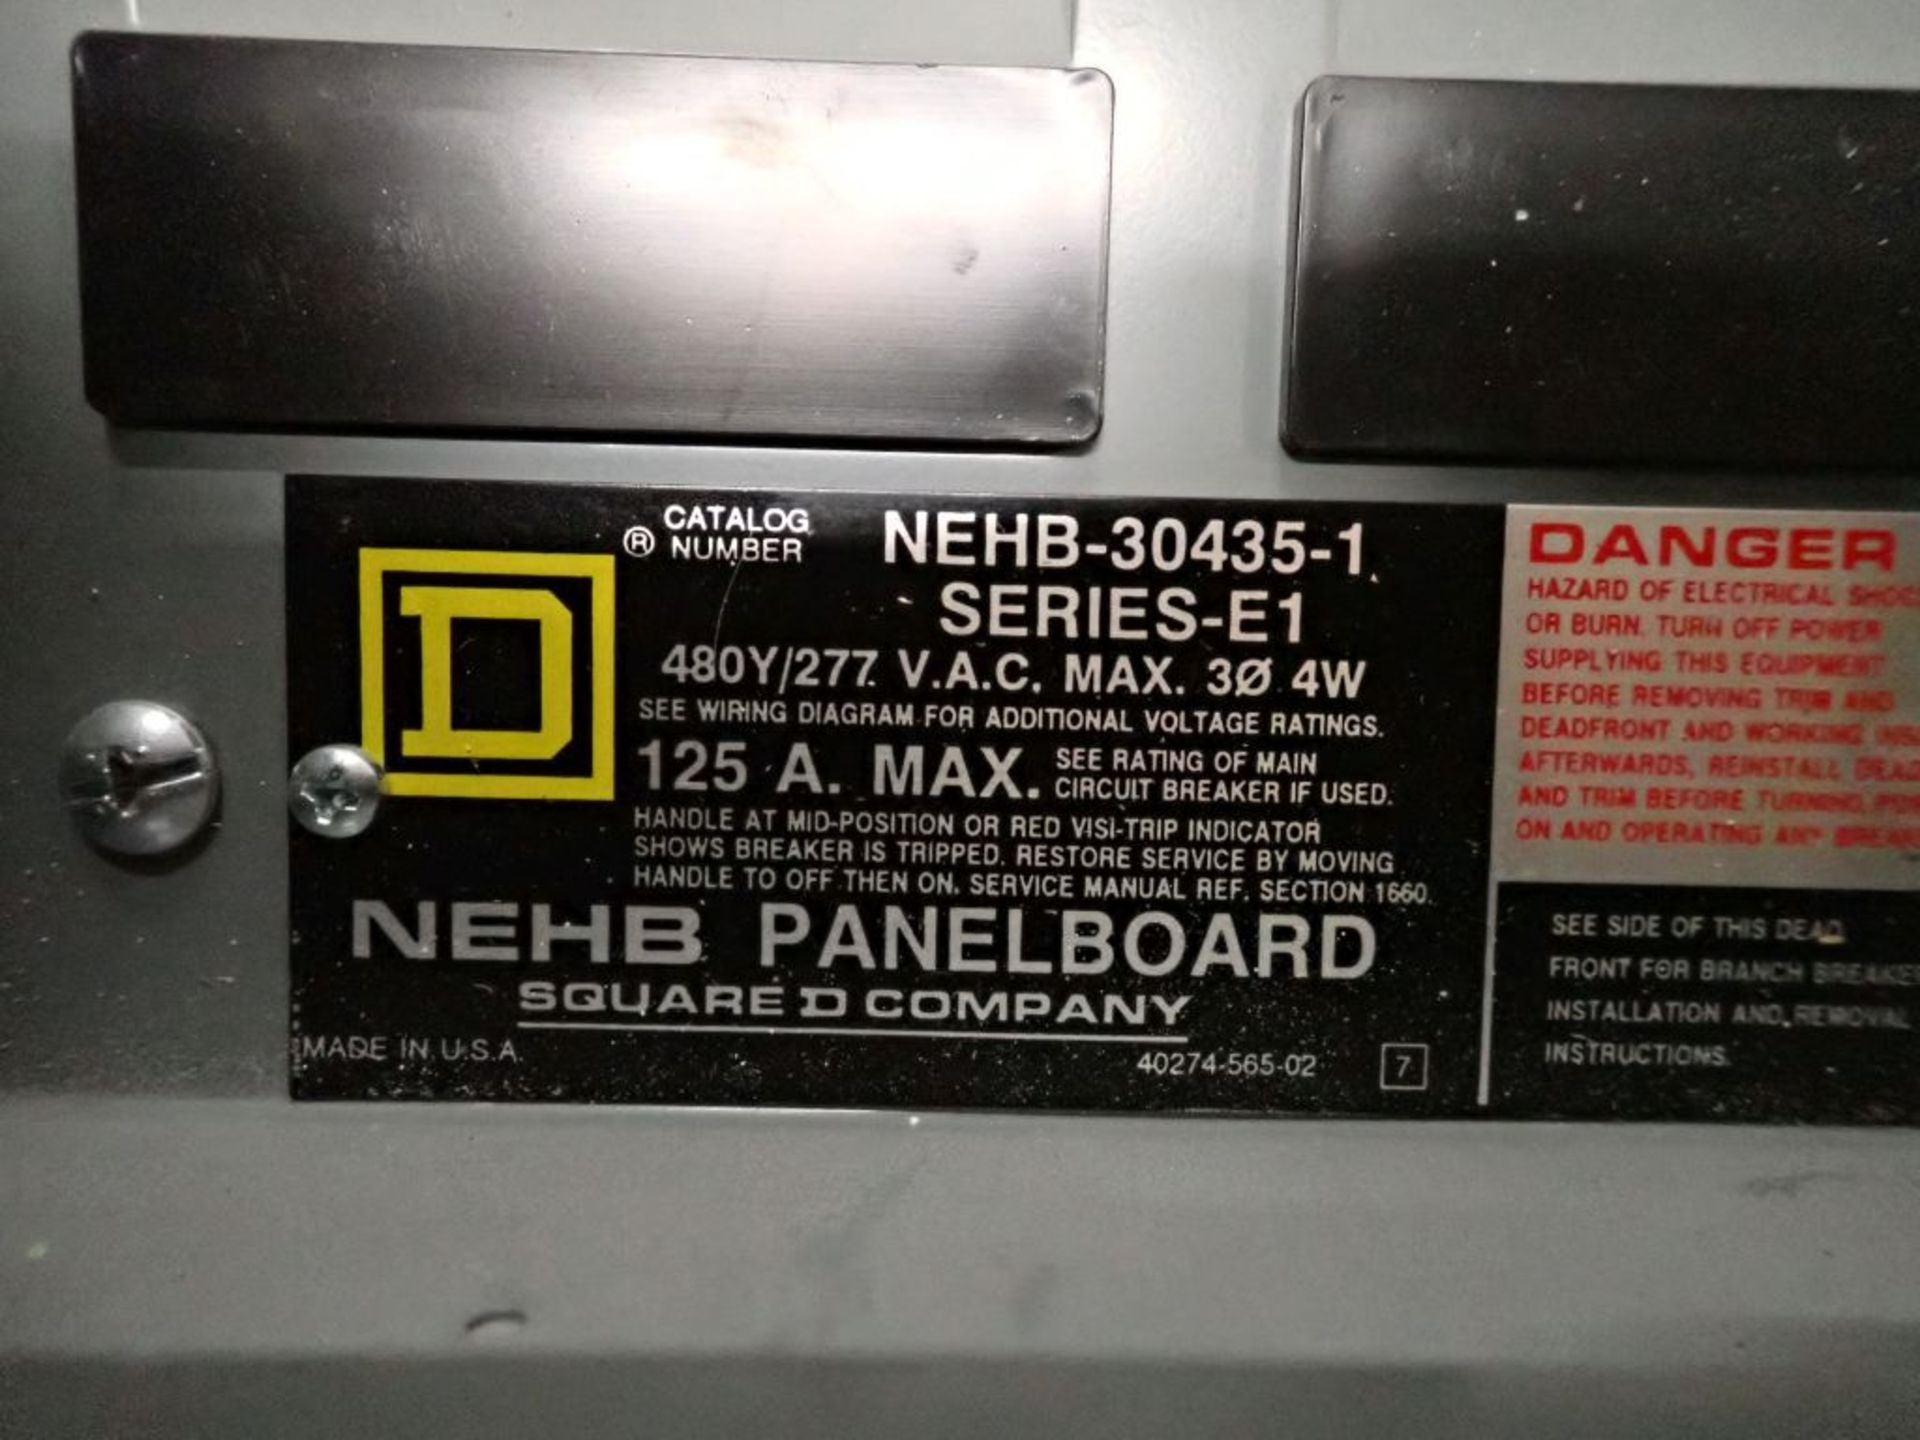 CATALOG
® NUMBER
NEHB-30435-1
SERIES-E1
480Y/277 V.A.C. MAX. 3Ø 4W
SEE WIRING DIAGRAM FOR ADDITIONAL VOLTAGE RATINGS.
125 A. MAX.
SEE RATING OF MAIN
CIRCUIT BREAKER IF USED.
HANDLE AT MID-POSITION OR RED VISI-TRIP INDICATOR
SHOWS BREAKER IS TRIPPED. RESTORE SERVICE BY MOVING
HANDLE TO OFF THEN ON. SERVICE MANUAL REF. SECTION 1660.
D
NEHB PANELBOARD
SQUARE D COMPANY
MADE IN U.S.A.
40274-565-02
7
DANGER
HAZARD OF ELECTRICAL
OR BURN. TURN OFF POWER
SUPPLYING THIS EQUIPMENT
BEFORE REMOVING TRIM AND
DEADFRONT AND WORKING
AFTERWARDS, REINSTALL
AND TRIM BEFORE TURNING
ON AND OPERATING ANY
SEE SIDE OF THIS DEAD
FRONT FOR BRANCH
INSTALLATION AND REMOVAL
INSTRUCTIONS.